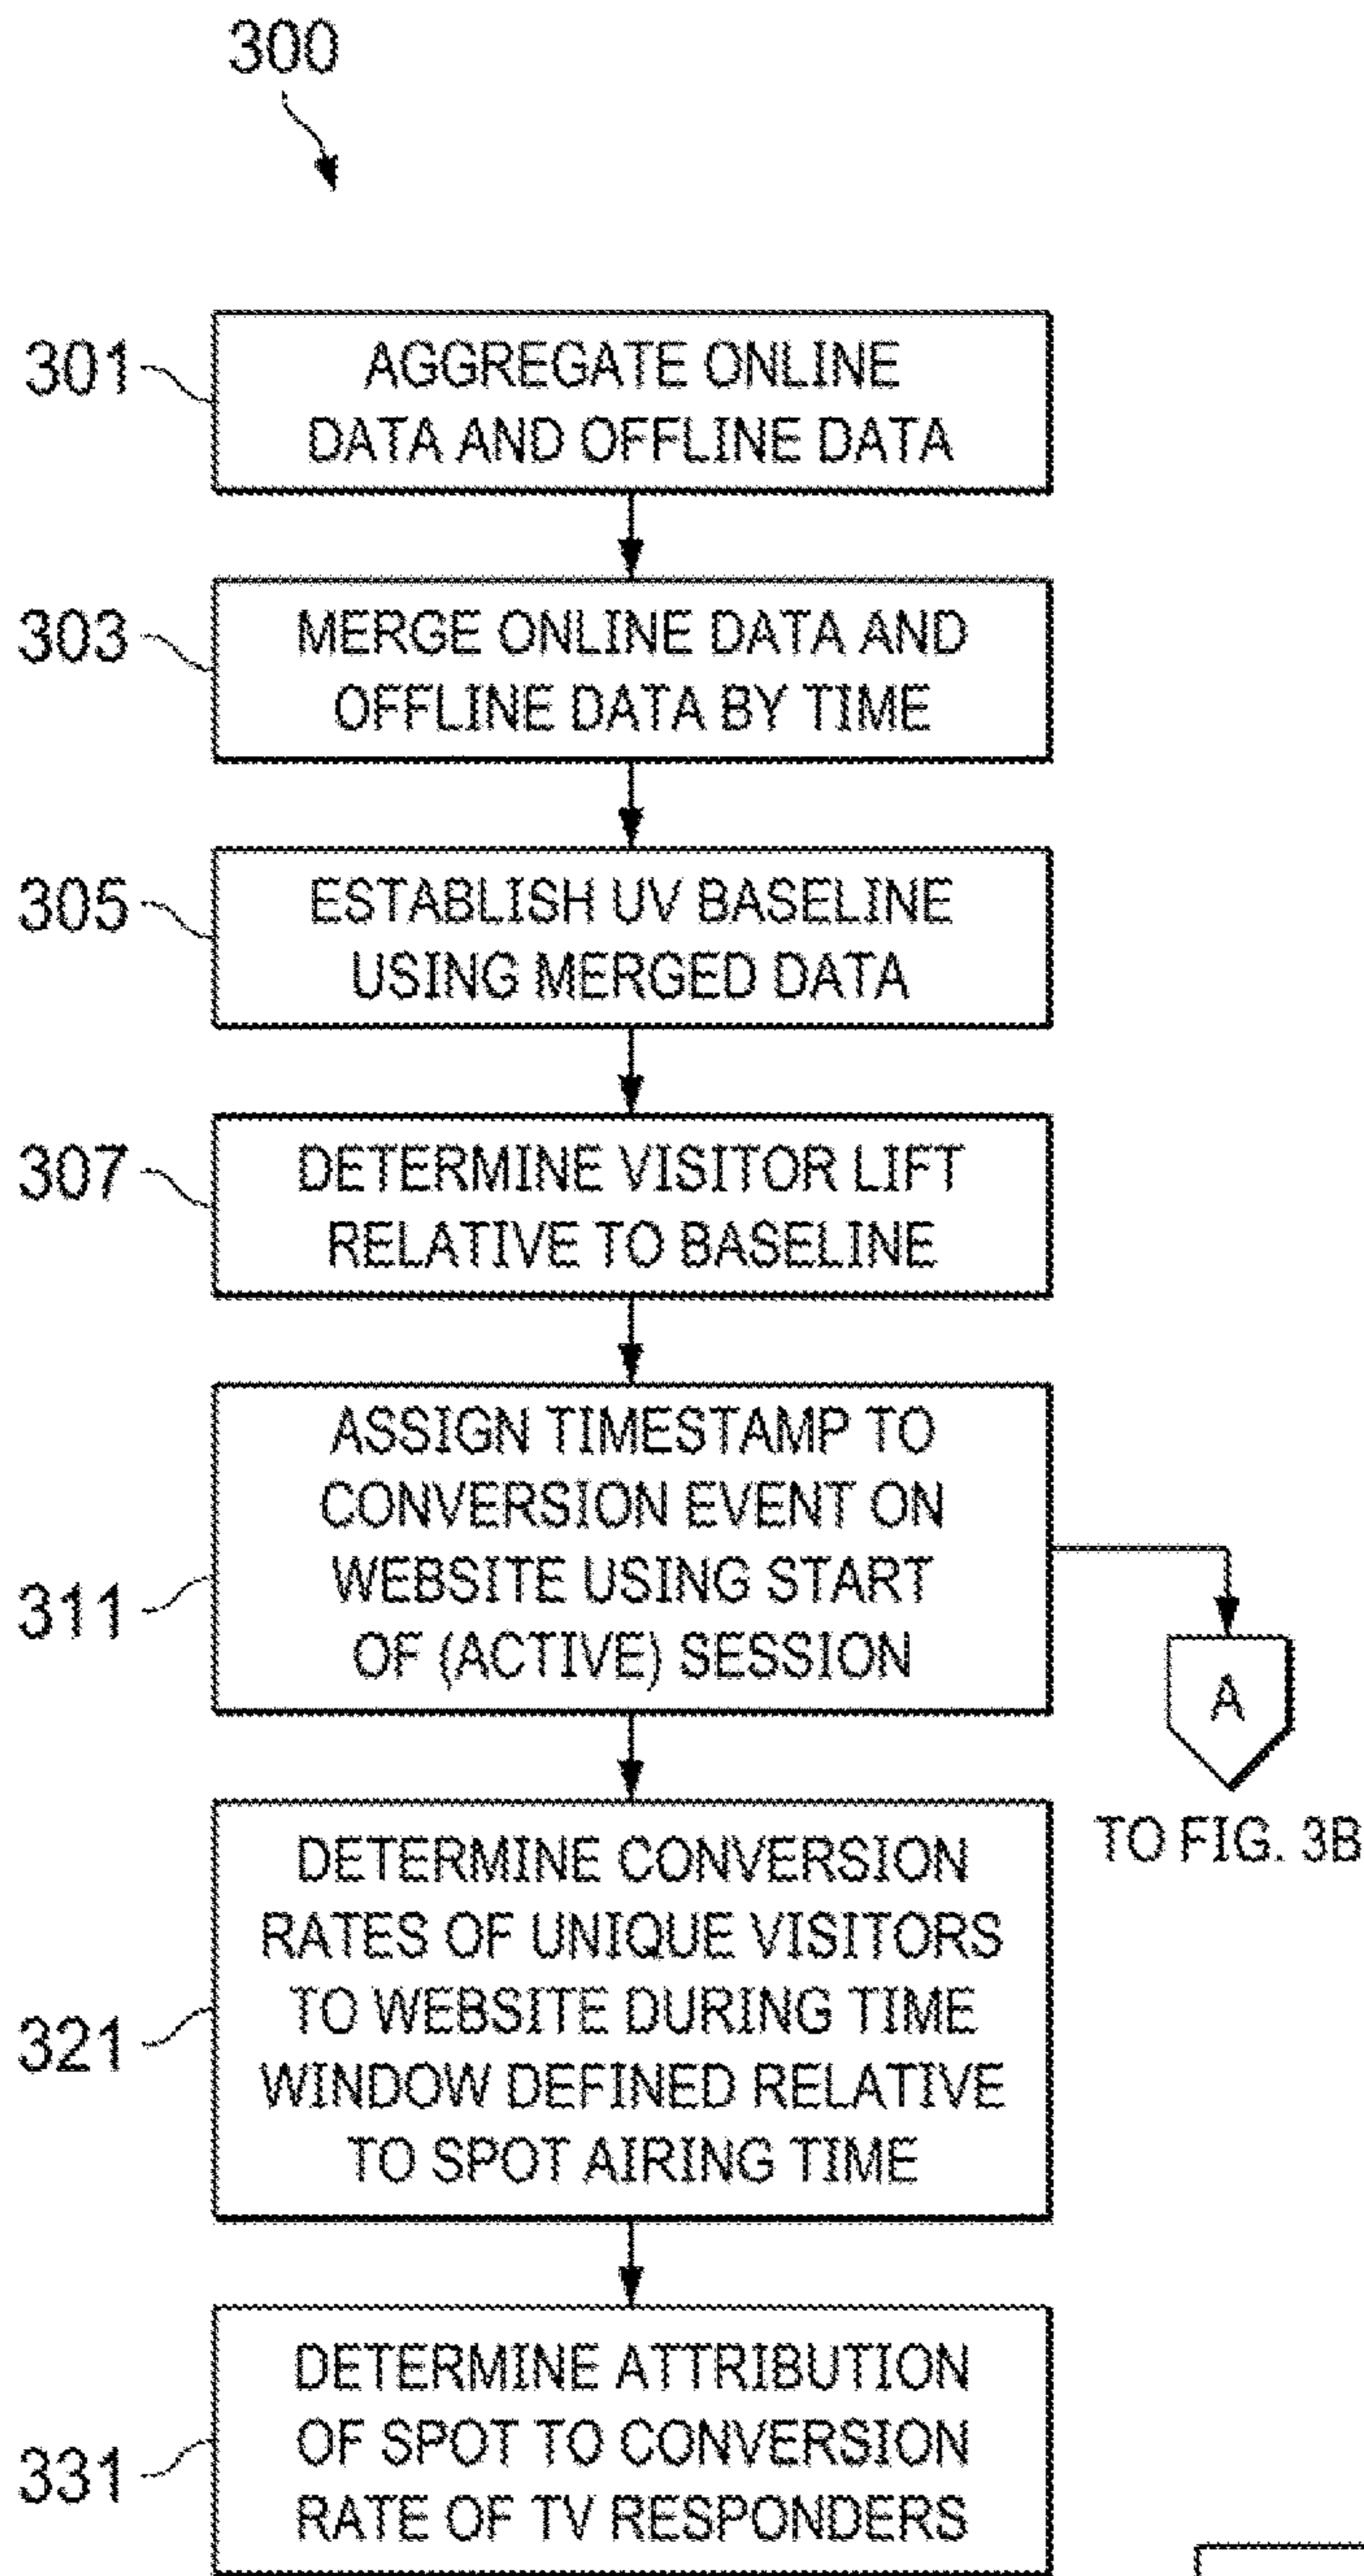 300
301
AGGREGATE ONLINE
DATA AND OFFLINE DATA
303
MERGE ONLINE DATA AND
OFFLINE DATA BY TIME
305
ESTABLISH UV BASELINE
USING MERGED DATA
307
DETERMINE VISITOR LIFT
RELATIVE TO BASELINE
311
ASSIGN TIMESTAMP TO
CONVERSION EVENT ON
WEBSITE USING START
OF (ACTIVE) SESSION
A
TO FIG. 3B
321
DETERMINE CONVERSION
RATES OF UNIQUE VISITORS
TO WEBSITE DURING TIME
WINDOW DEFINED RELATIVE
TO SPOT AIRING TIME
331
DETERMINE ATTRIBUTION
OF SPOT TO CONVERSION
RATE OF TV RESPONDERS